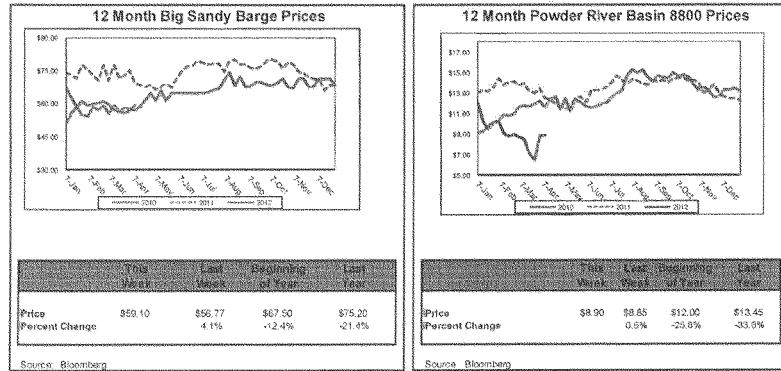 12 Month Big Sandy Barge Prices
$90.00
$75.00
$60.00
$45.00
$30.00
7-Jan 7-Feb 7-Mar 7-Apr 7-May 7-Jun 7-Jul 7-Aug 7-Sep 7-Oct 7-Nov 7-Dec
2010 2011 2012
This Last Beginning Last
Week Week of Year Year
Price $59.10 $56.77 $67.50 $75.20
Percent Change 4.1% -12.4% -21.4%
Source: Bloomberg
12 Month Powder River Basin 8800 Prices
$17.00
$15.00
$13.00
$11.00
$9.00
$7.00
$5.00
7-Jan 7-Feb 7-Mar 7-Apr 7-May 7-Jun 7-Jul 7-Aug 7-Sep 7-Oct 7-Nov 7-Dec
2010 2011 2012
This Last Beginning Last
Week Week of Year Year
Price $8.90 $8.85 $12.00 $13.45
Percent Change 0.6% -25.8% -33.8%
Source Bloomberg